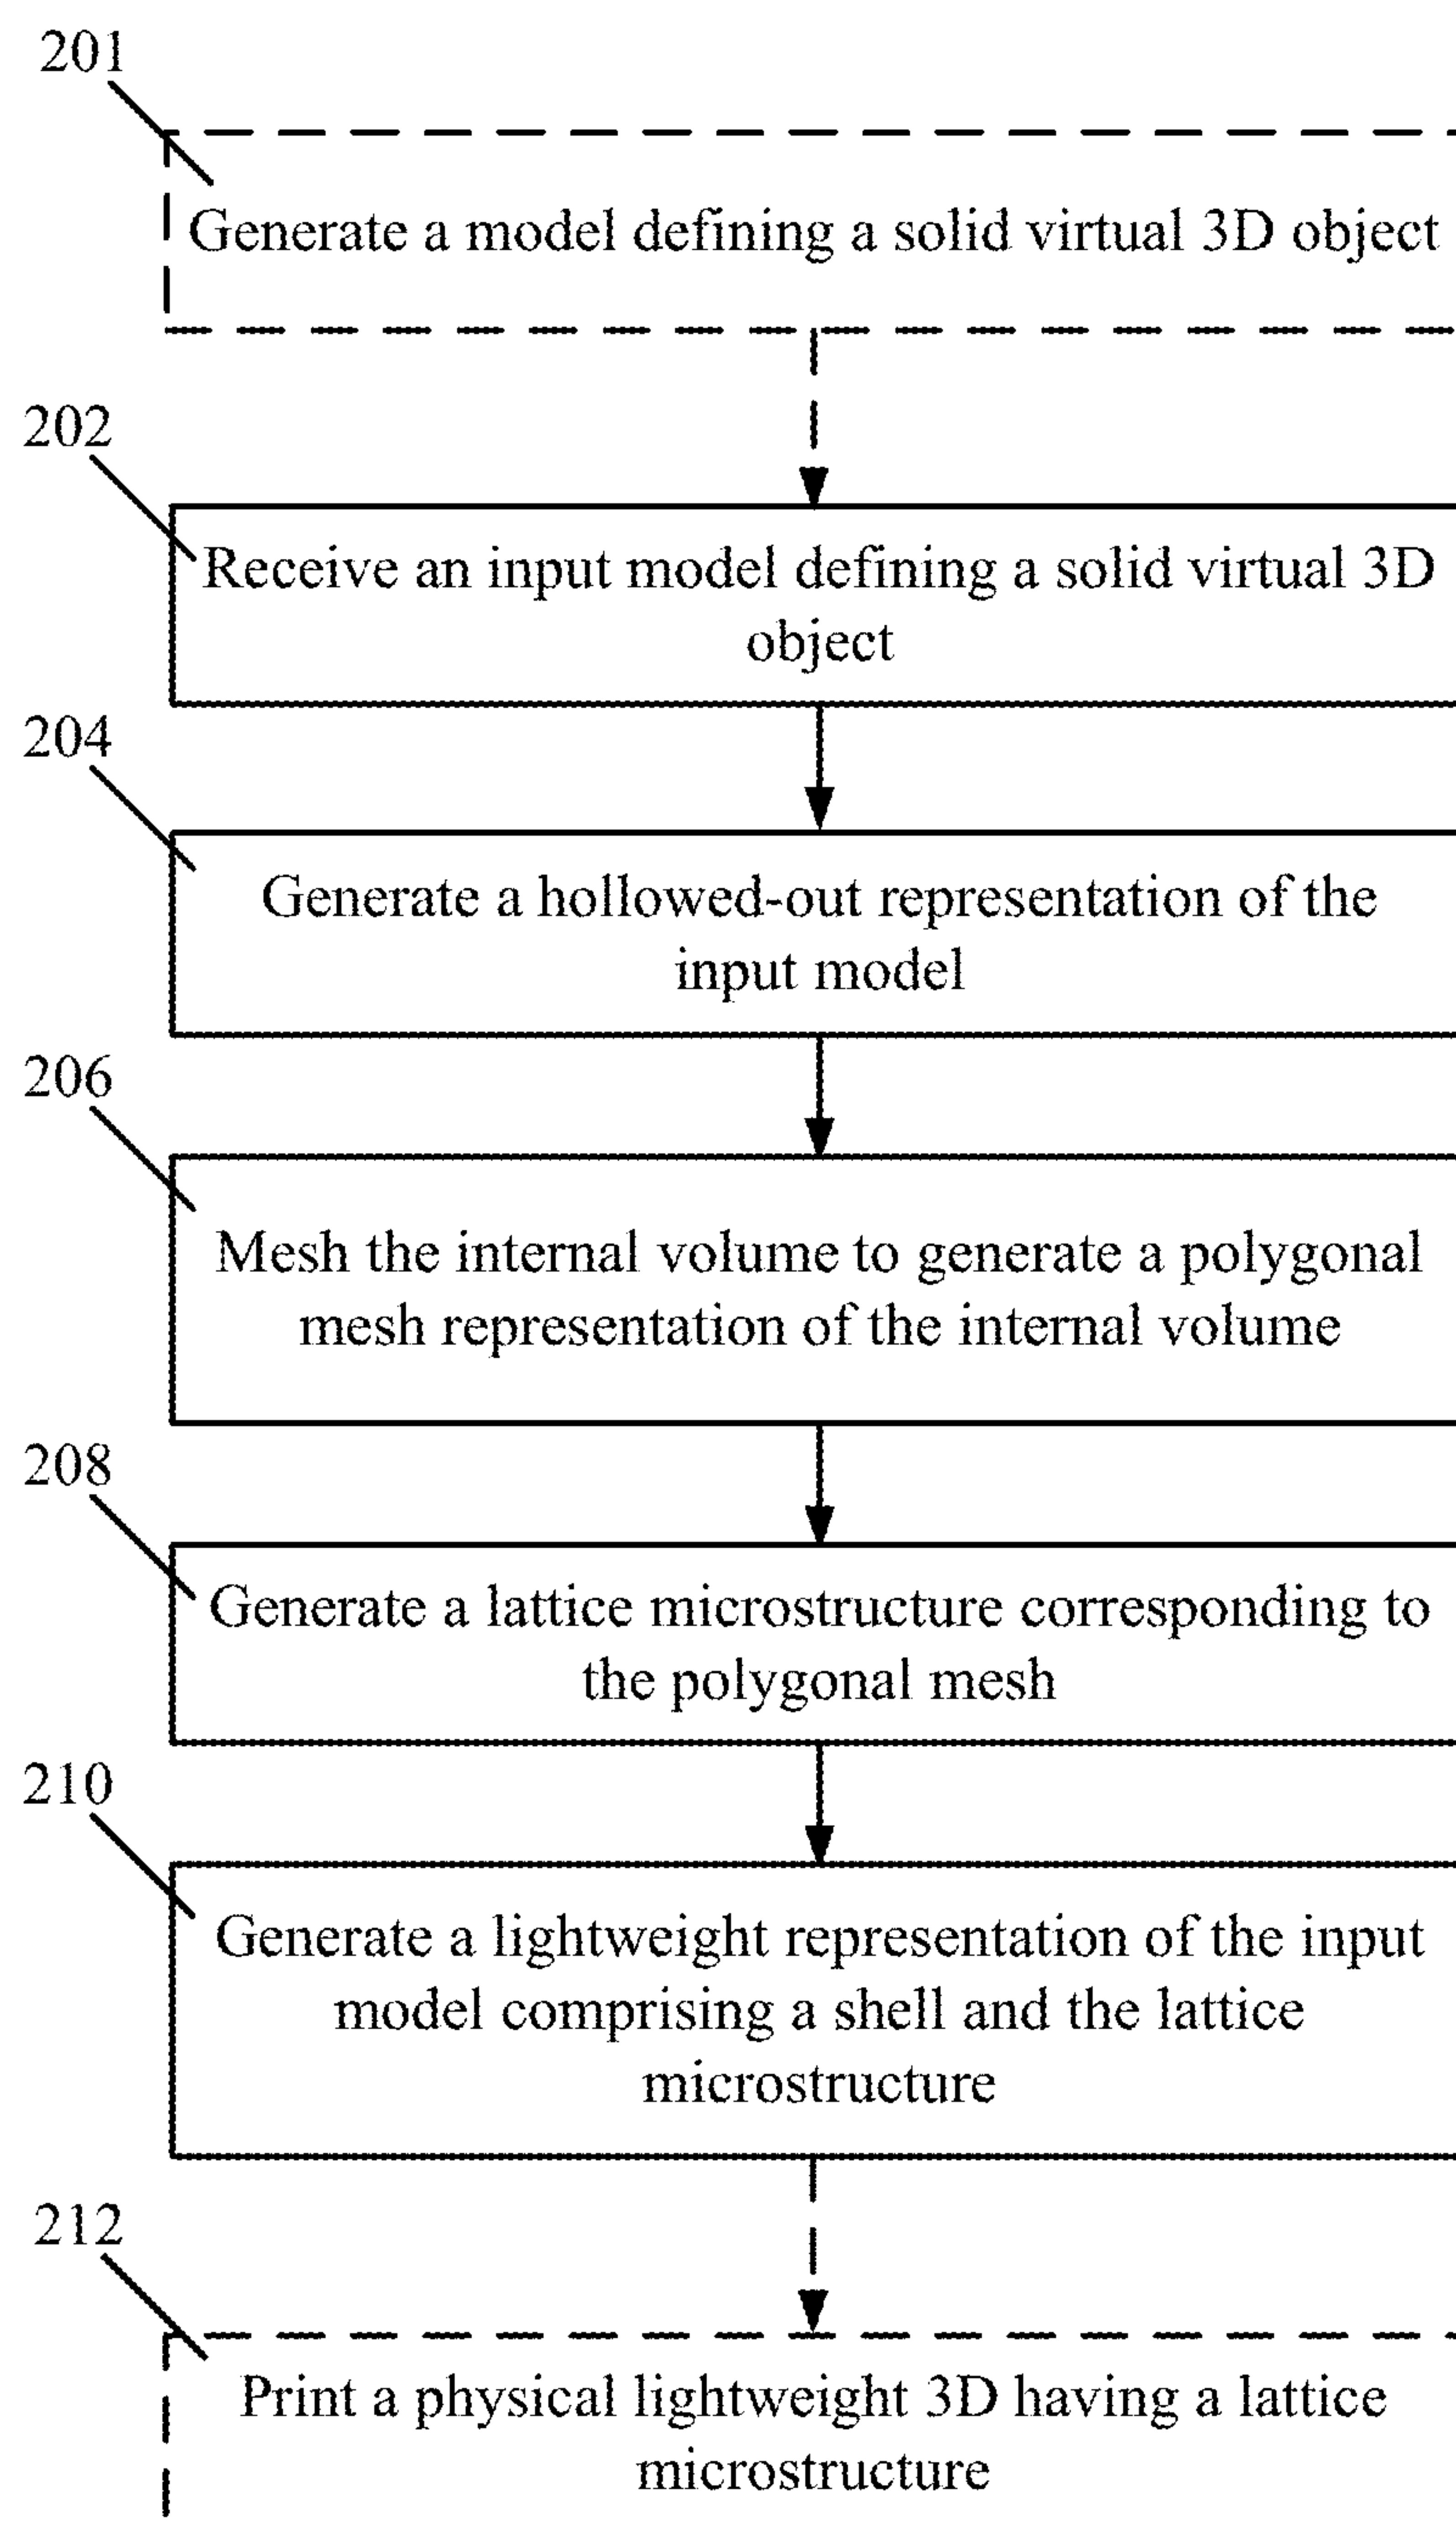 201
Generate a model defining a solid virtual 3D object
202
Receive an input model defining a solid virtual 3D
object
204
Generate a hollowed-out representation of the
input model
206
Mesh the internal volume to generate a polygonal
mesh representation of the internal volume
208
Generate a lattice microstructure corresponding to
the polygonal mesh
210
Generate a lightweight representation of the input
model comprising a shell and the lattice
microstructure
212
Print a physical lightweight 3D having a lattice
microstructure